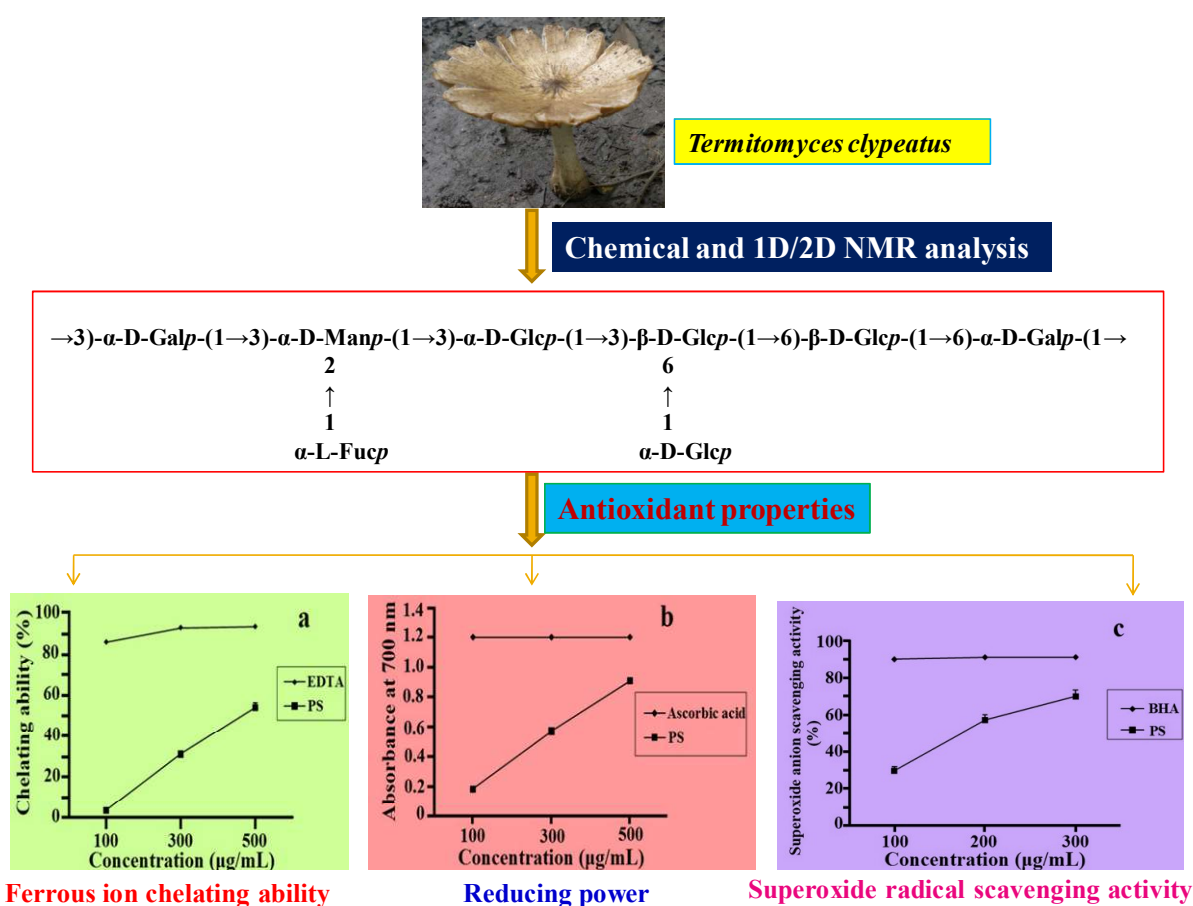 Termitomyces clypeatus
Chemical and 1D/2D NMR analysis
→3)-α-D-Galp-(1→3)-α-D-Manp-(1→3)-α-D-Glcp-(1→3)-β-D-Glcp-(1→6)-β-D-Glcp-(1→6)-α-D-Galp-(1→
2 6
↑ ↑
1 1
α-L-Fucp α-D-Glcp
Antioxidant properties
a
Chelating ability (%)
100
80
60
40
20
0
EDTA
PS
100 300 500
Concentration (µg/mL)
Ferrous ion chelating ability
b
Absorbance at 700 nm
1.4
1.2
1.0
0.8
0.6
0.4
0.2
0
Ascorbic acid
PS
100 300 500
Concentration (µg/mL)
Reducing power
c
Superoxide anion scavenging activity
(%)
100
80
60
40
20
0
BHA
PS
100 200 300
Concentration (µg/mL)
Superoxide radical scavenging activity